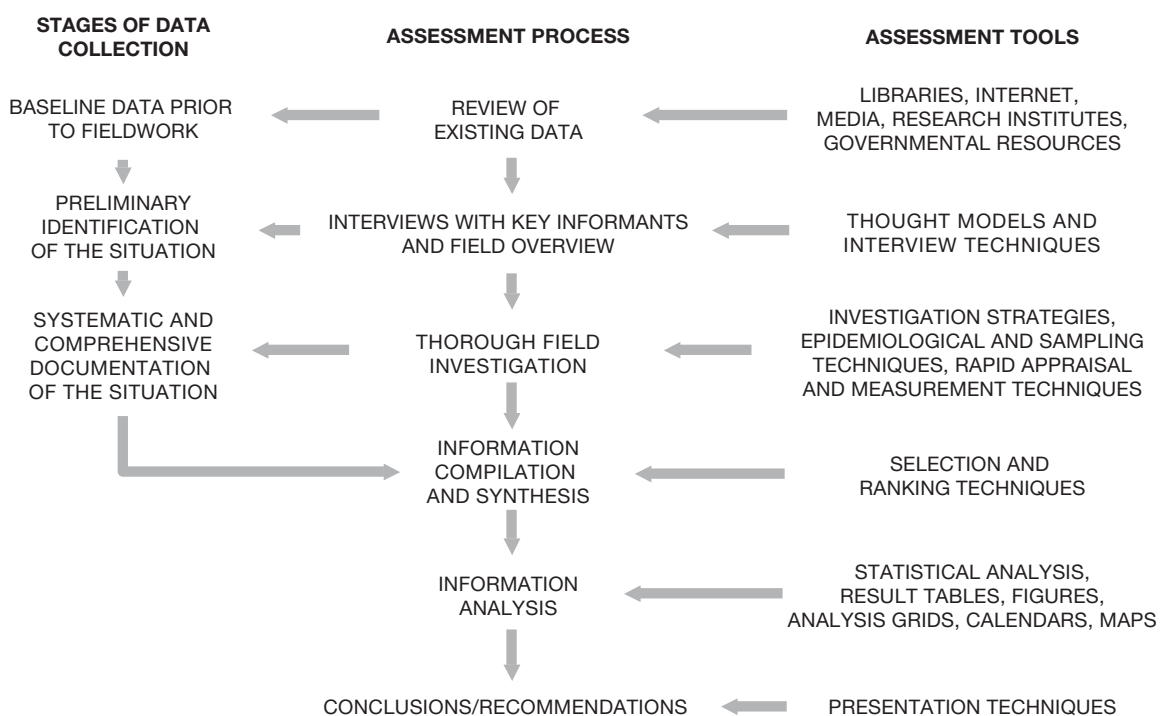 STAGES OF DATA
COLLECTION
ASSESSMENT PROCESS
ASSESSMENT TOOLS
BASELINE DATA PRIOR
TO FIELDWORK
REVIEW OF
EXISTING DATA
LIBRARIES, INTERNET,
MEDIA, RESEARCH INSTITUTES,
GOVERNMENTAL RESOURCES
PRELIMINARY
IDENTIFICATION
OF THE SITUATION
INTERVIEWS WITH KEY INFORMANTS
AND FIELD OVERVIEW
THOUGHT MODELS AND
INTERVIEW TECHNIQUES
SYSTEMATIC AND
COMPREHENSIVE
DOCUMENTATION
OF THE SITUATION
THOROUGH FIELD
INVESTIGATION
INVESTIGATION STRATEGIES,
EPIDEMIOLOGICAL AND SAMPLING
TECHNIQUES, RAPID APPRAISAL
AND MEASUREMENT TECHNIQUES
INFORMATION
COMPILATION
AND SYNTHESIS
SELECTION AND
RANKING TECHNIQUES
INFORMATION
ANALYSIS
STATISTICAL ANALYSIS,
RESULT TABLES, FIGURES,
ANALYSIS GRIDS, CALENDARS, MAPS
CONCLUSIONS/RECOMMENDATIONS
PRESENTATION TECHNIQUES